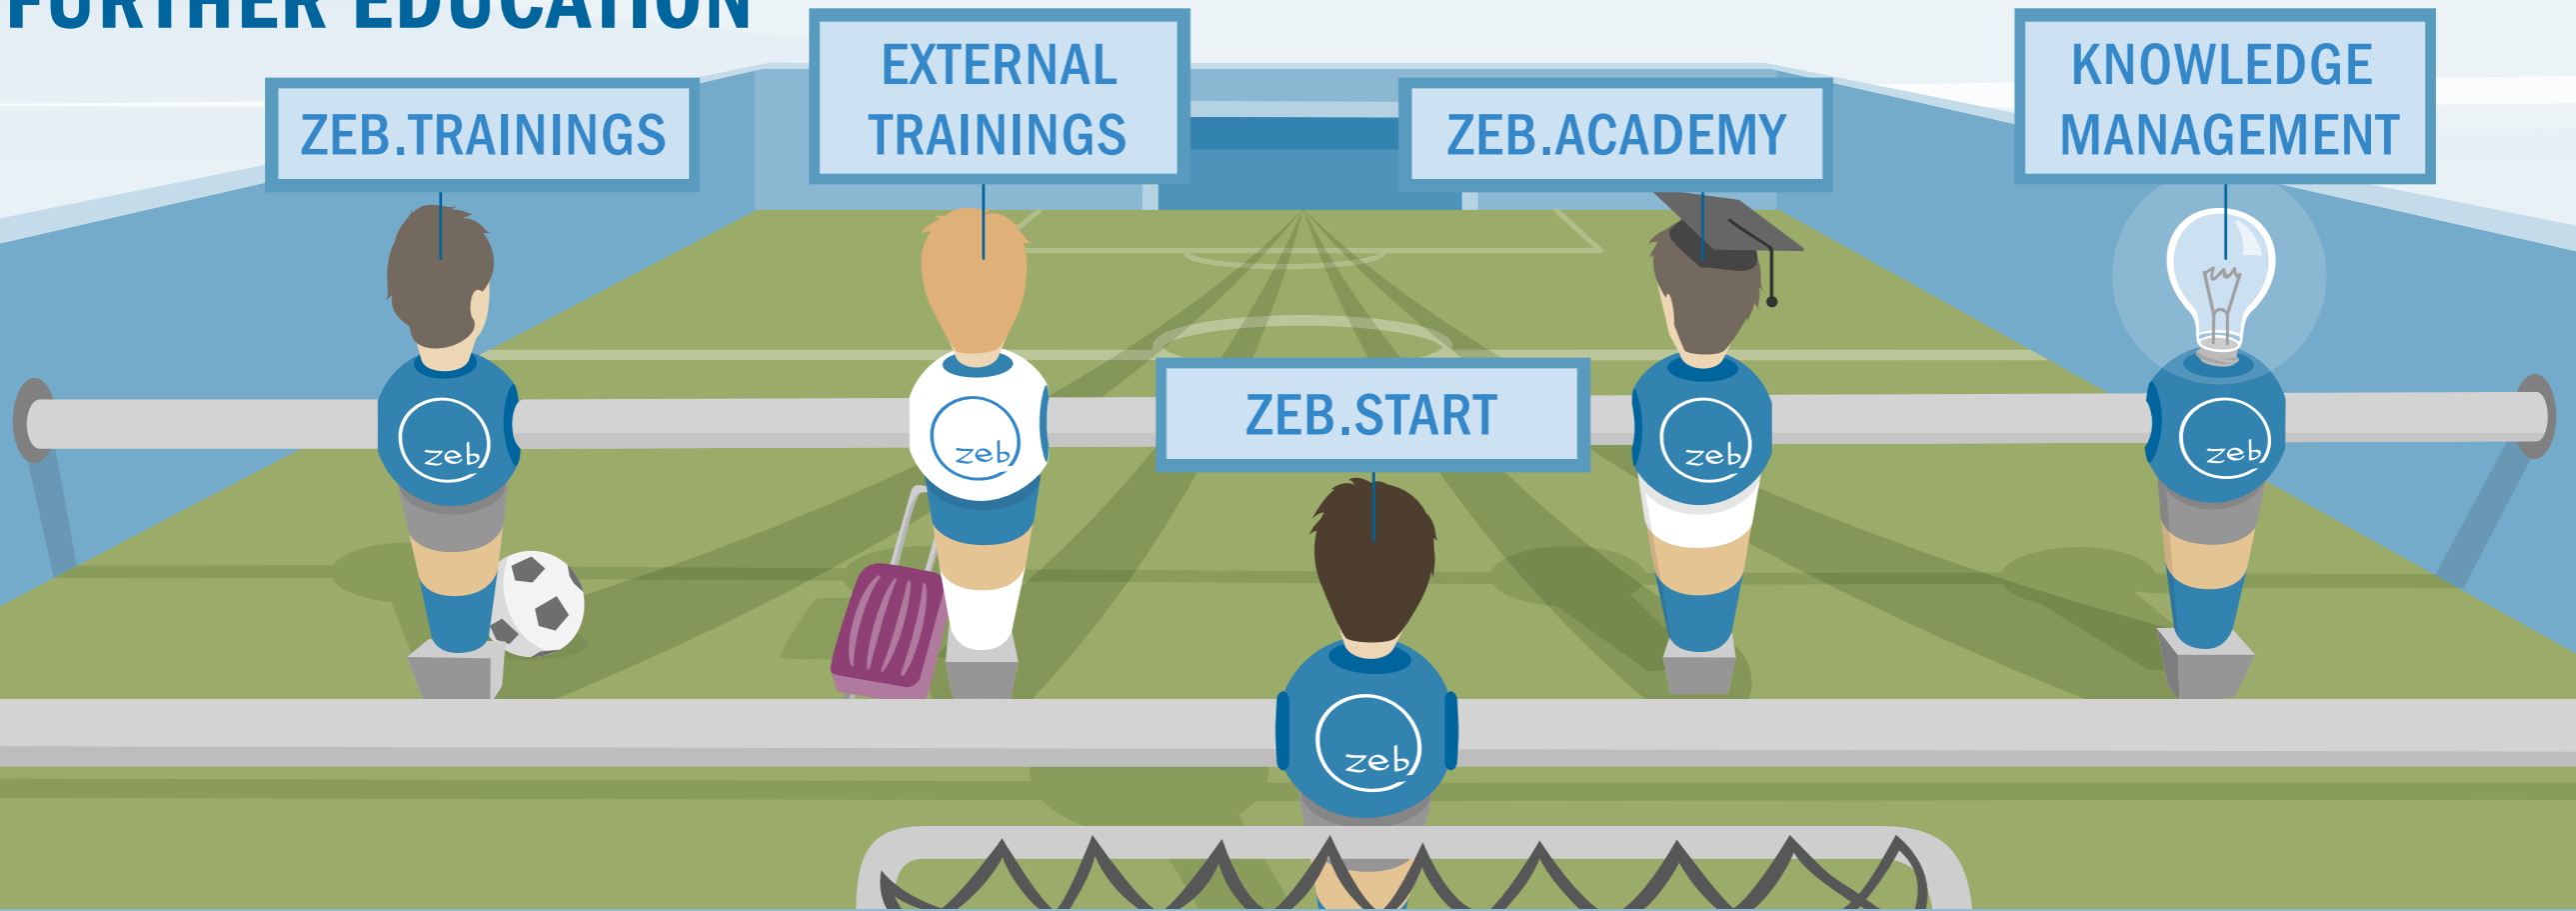 FURTHER EDUCATION
EXTERNAL
TRAININGS
KNOWLEDGE
MANAGEMENT
ZEB.TRAININGS
ZEB.ACADEMY
ZEB.START
zeb
zeb
zeb
zeb
zeb